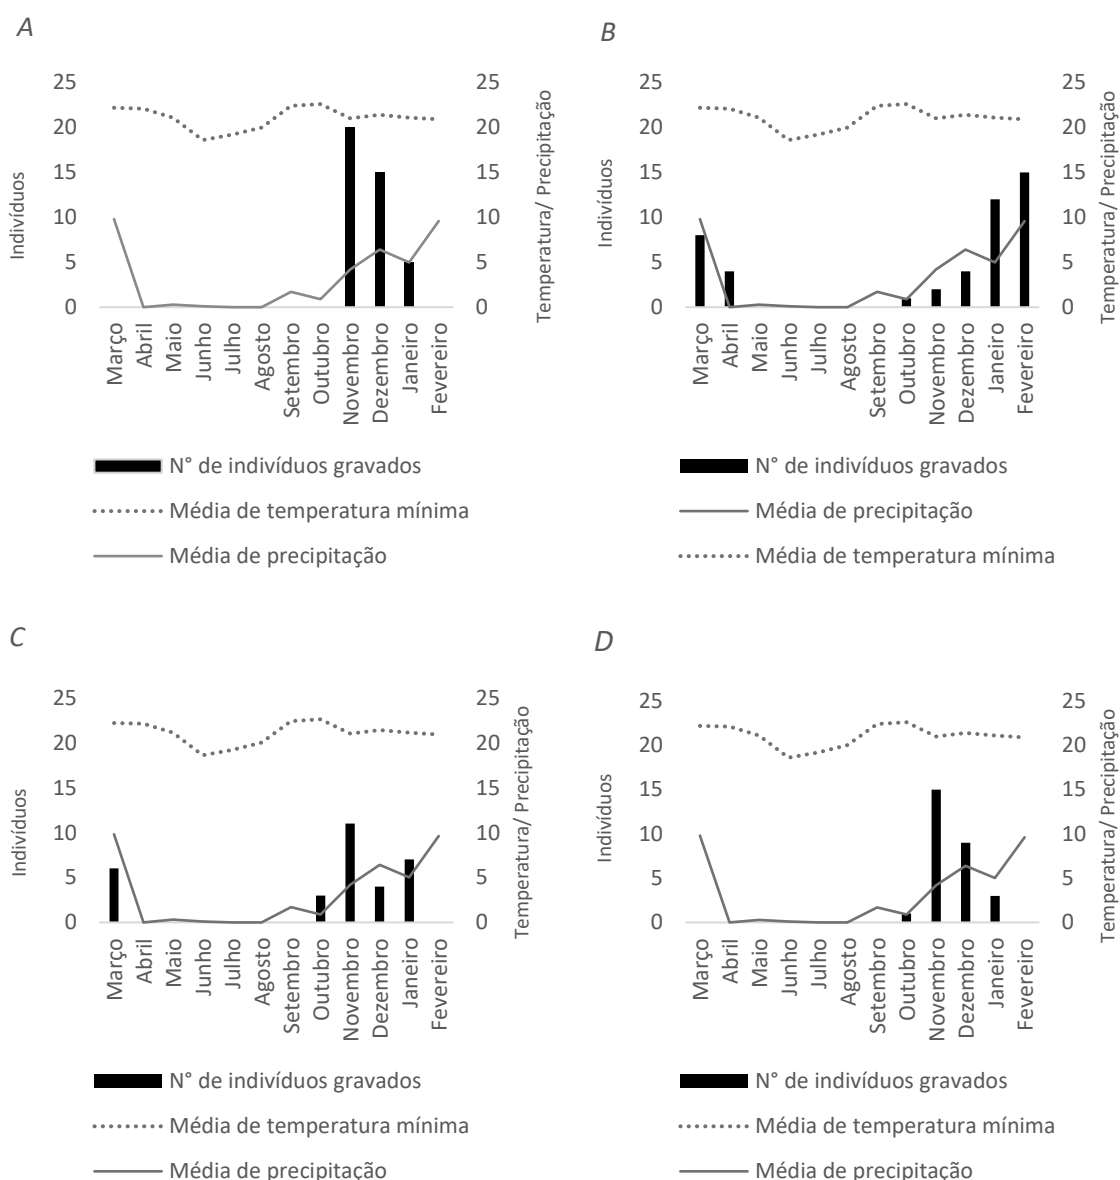 A
25
20
15
10
5
0
Indivíduos
25
20
15
10
5
0
Temperatura/ Precipitação
Março
Abril
Maio
Junho
Julho
Agosto
Setembro
Outubro
Novembro
Dezembro
Janeiro
Fevereiro
N° de indivíduos gravados
Média de temperatura mínima
Média de precipitação
B
25
20
15
10
5
0
Indivíduos
25
20
15
10
5
0
Temperatura/ Precipitação
Março
Abril
Maio
Junho
Julho
Agosto
Setembro
Outubro
Novembro
Dezembro
Janeiro
Fevereiro
N° de indivíduos gravados
Média de precipitação
Média de temperatura mínima
C
25
20
15
10
5
0
Indivíduos
25
20
15
10
5
0
Temperatura/ Precipitação
Março
Abril
Maio
Junho
Julho
Agosto
Setembro
Outubro
Novembro
Dezembro
Janeiro
Fevereiro
N° de indivíduos gravados
Média de temperatura mínima
Média de precipitação
D
25
20
15
10
5
0
Indivíduos
25
20
15
10
5
0
Temperatura/ Precipitação
Março
Abril
Maio
Junho
Julho
Agosto
Setembro
Outubro
Novembro
Dezembro
Janeiro
Fevereiro
N° de indivíduos gravados
Média de temperatura mínima
Média de precipitação